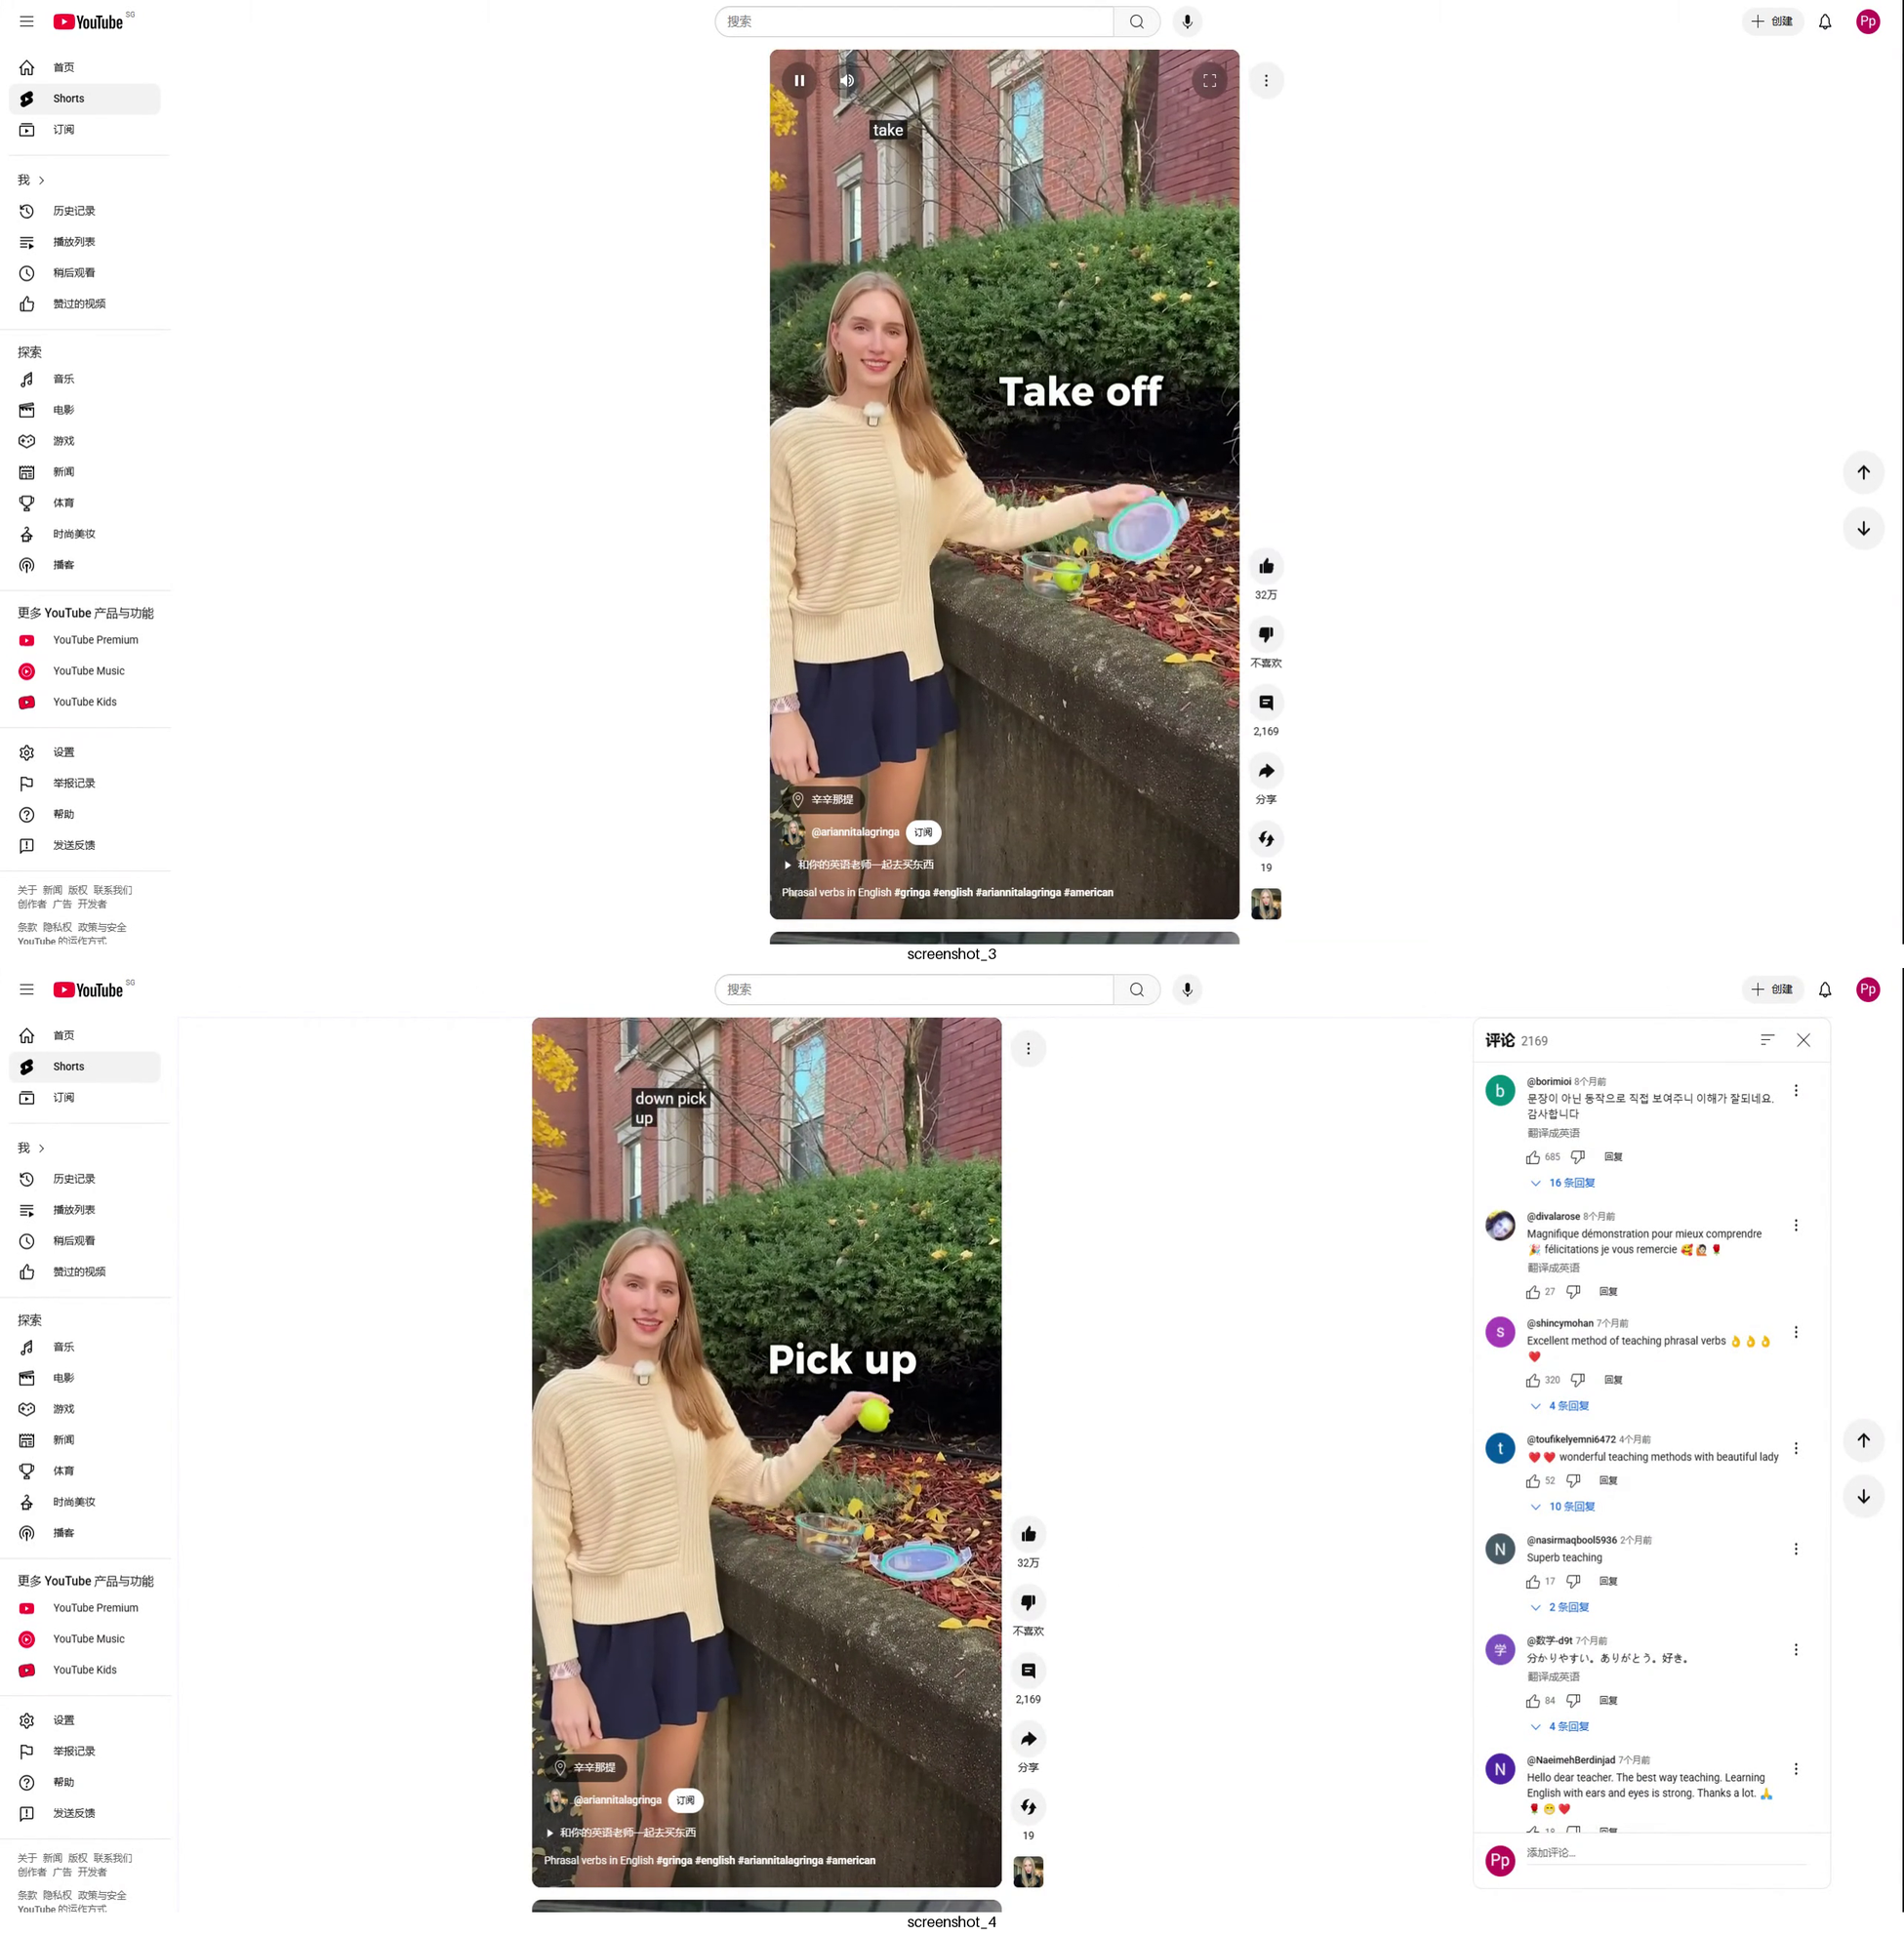 YouTube SG
搜索
创建
Pp
首页
Shorts
订阅
我
历史记录
播放列表
稍后观看
赞过的视频
探索
音乐
电影
游戏
新闻
体育
时尚美妆
播客
更多 YouTube 产品与功能
YouTube Premium
YouTube Music
YouTube Kids
设置
举报记录
帮助
发送反馈
关于 新闻 版权 联系我们
创作者 广告 开发者
条款 隐私权 政策与安全
YouTube 的运作方式
take
Take off
辛辛那提
@ariannitalagringa 订阅
和你的英语老师一起去买东西
Phrasal verbs in English #gringa #english #ariannitalagringa #american
32万
不喜欢
2,169
分享
19
screenshot_3
YouTube SG
搜索
创建
Pp
首页
Shorts
订阅
我
历史记录
播放列表
稍后观看
赞过的视频
探索
音乐
电影
游戏
新闻
体育
时尚美妆
播客
更多 YouTube 产品与功能
YouTube Premium
YouTube Music
YouTube Kids
设置
举报记录
帮助
发送反馈
关于 新闻 版权 联系我们
创作者 广告 开发者
条款 隐私权 政策与安全
YouTube 的运作方式
down pick
up
Pick up
辛辛那提
@ariannitalagringa 订阅
和你的英语老师一起去买东西
Phrasal verbs in English #gringa #english #ariannitalagringa #american
32万
不喜欢
2,169
分享
19
评论 2169
b
@borimioi 8个月前
문장이 아닌 동작으로 직접 보여주니 이해가 잘되네요.
감사합니다
翻译成英语
685 回复
16 条回复
@divalarose 8个月前
Magnifique démonstration pour mieux comprendre
🎉 félicitations je vous remercie 🥰 🙋🏻 🌹
翻译成英语
27 回复
s
@shincymohan 7个月前
Excellent method of teaching phrasal verbs 👌 👌 👌
❤️
320 回复
4 条回复
t
@toufikelyemni6472 4个月前
❤️❤️ wonderful teaching methods with beautiful lady
52 回复
10 条回复
N
@nasirmaqbool5936 2个月前
Superb teaching
17 回复
2 条回复
学
@数学-d9t 7个月前
分かりやすい。ありがとう。好き。
翻译成英语
84 回复
4 条回复
N
@NaeimehBerdinjad 7个月前
Hello dear teacher. The best way teaching. Learning
English with ears and eyes is strong. Thanks a lot. 🙏
🌹 😁 ❤️
18 回复
Pp
添加评论...
screenshot_4